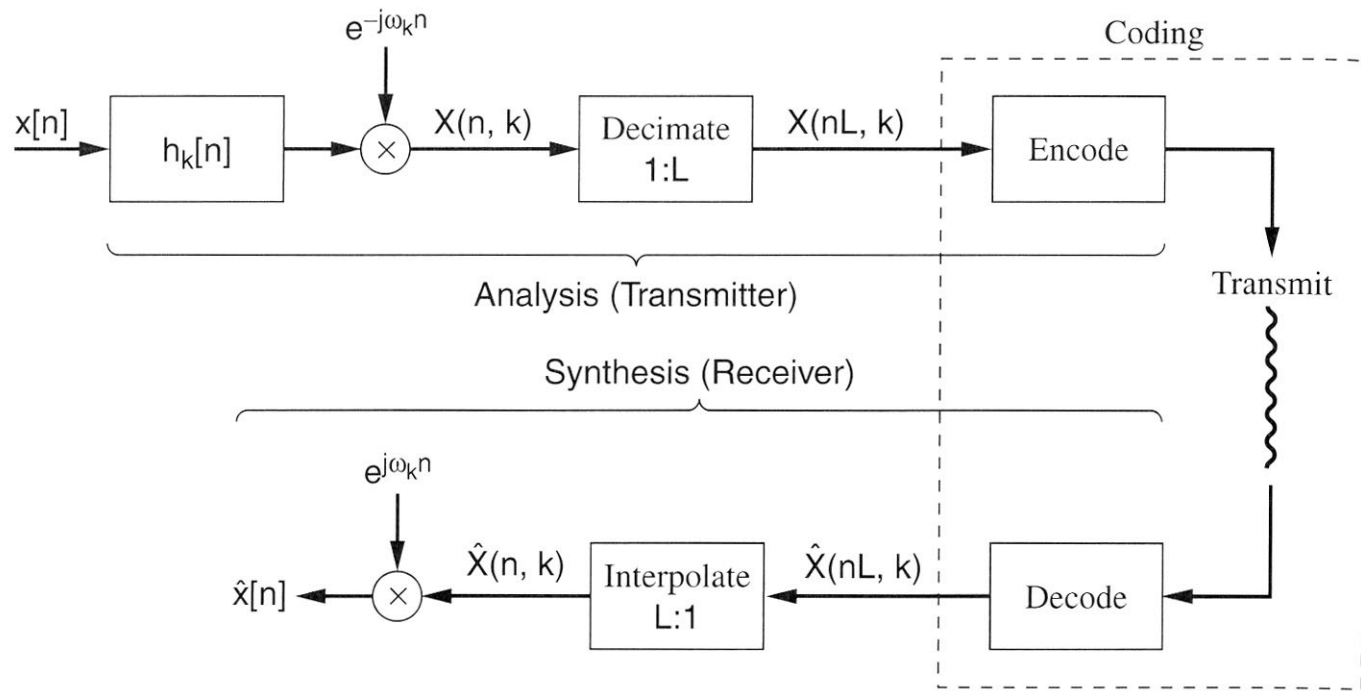 e^{-jω_k n}
Coding
x[n]
h_k[n]
×
X(n, k)
Decimate
1:L
X(nL, k)
Encode
Analysis (Transmitter)
Transmit
Synthesis (Receiver)
e^{jω_k n}
x̂[n]
×
X̂(n, k)
Interpolate
L:1
X̂(nL, k)
Decode